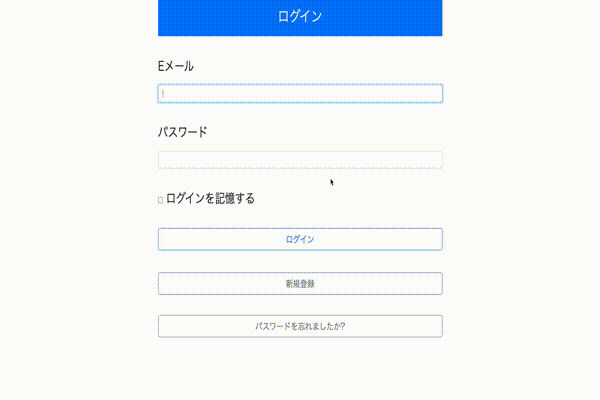 ログイン
Eメール
パスワード
ログインを記憶する
ログイン
新規登録
パスワードを忘れましたか?